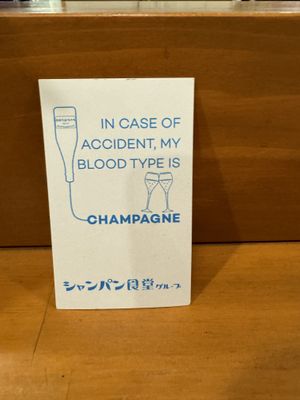 IN CASE OF
ACCIDENT, MY
BLOOD TYPE IS
CHAMPAGNE
シャンパン食堂グループ